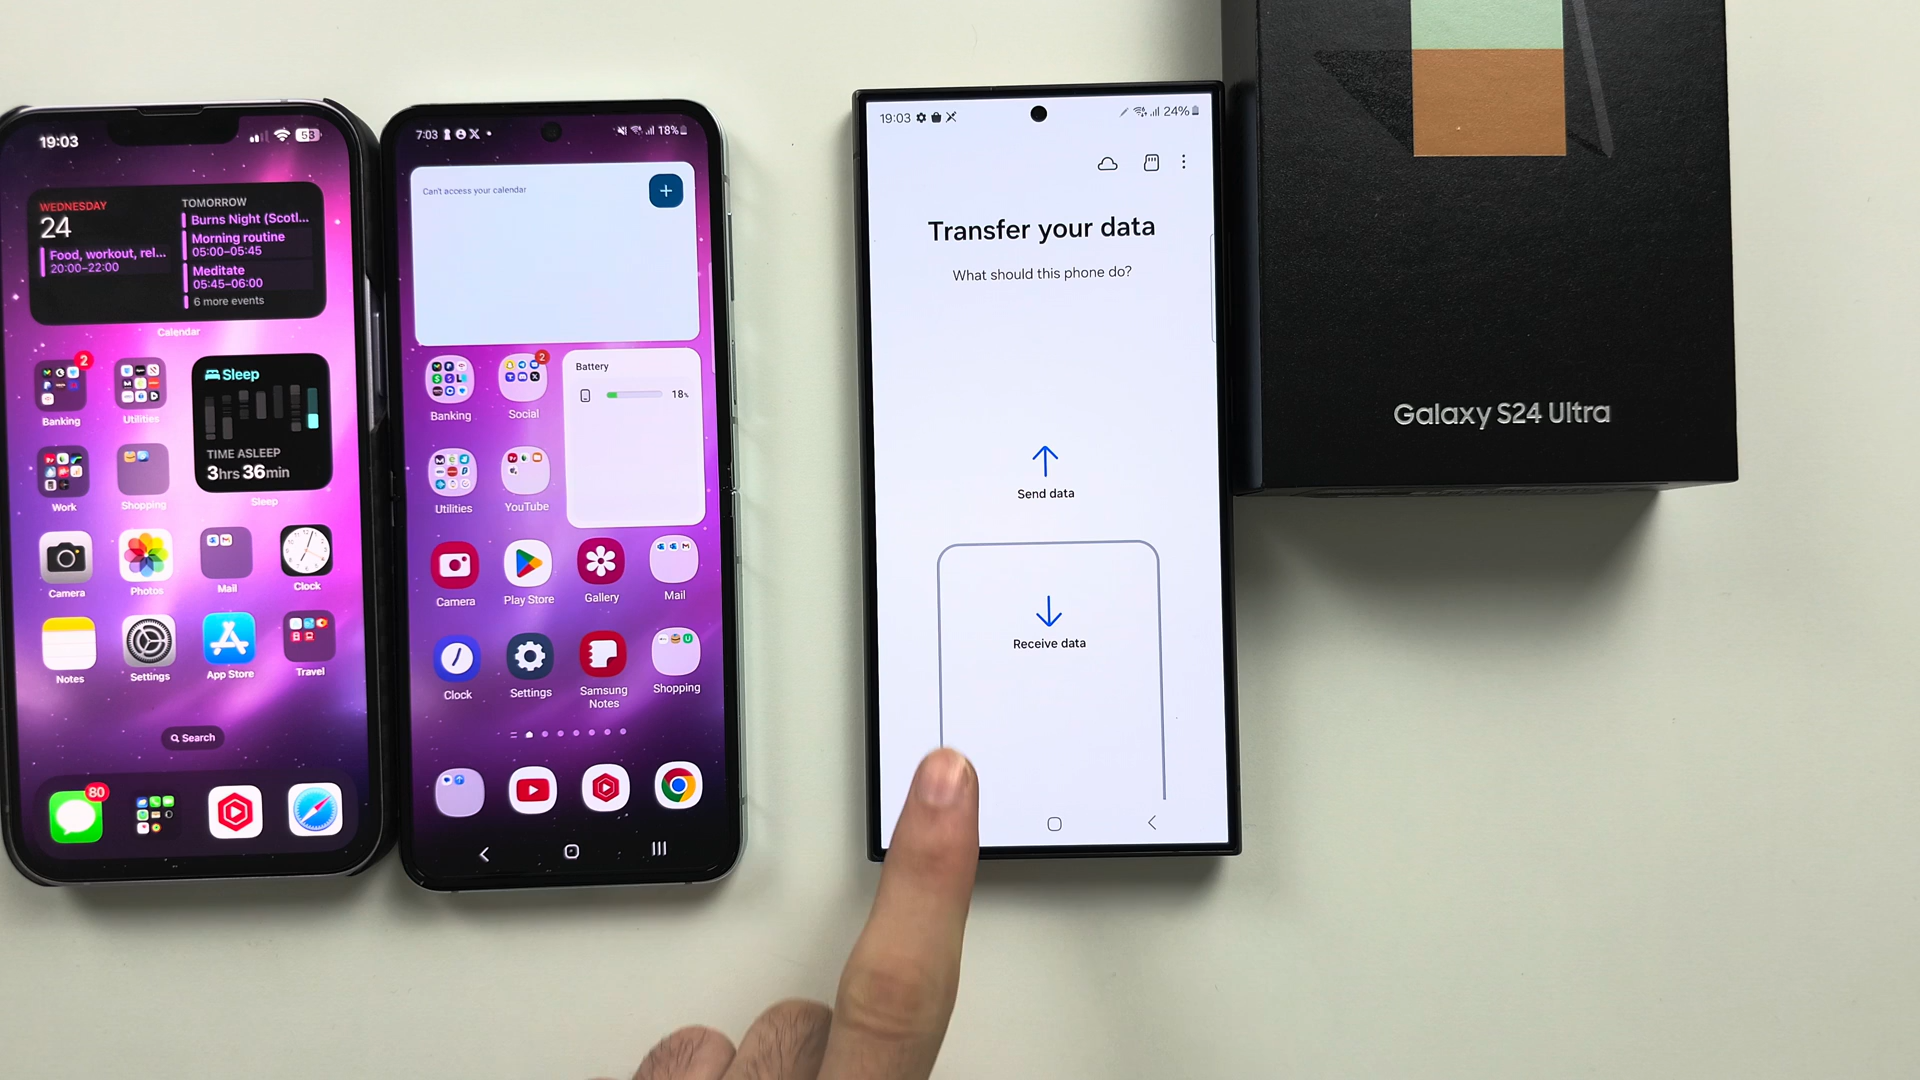 19:03
53
WEDNESDAY
24
Food, workout, rel...
20:00–22:00
TOMORROW
Burns Night (Scotl...
Morning routine
05:00–05:45
Meditate
05:45–06:00
6 more events
Calendar
2
Banking
Utilities
Sleep
TIME ASLEEP
3hrs 36min
Work
Shopping
Sleep
Camera
Photos
Mail
Clock
Notes
Settings
App Store
Travel
Search
80
7:03
18%
Can't access your calendar
+
2
Banking
Social
Battery
18%
Utilities
YouTube
Camera
Play Store
Gallery
Mail
Clock
Settings
Samsung
Notes
Shopping
19:03
24%
Transfer your data
What should this phone do?
Send data
Receive data
Galaxy S24 Ultra